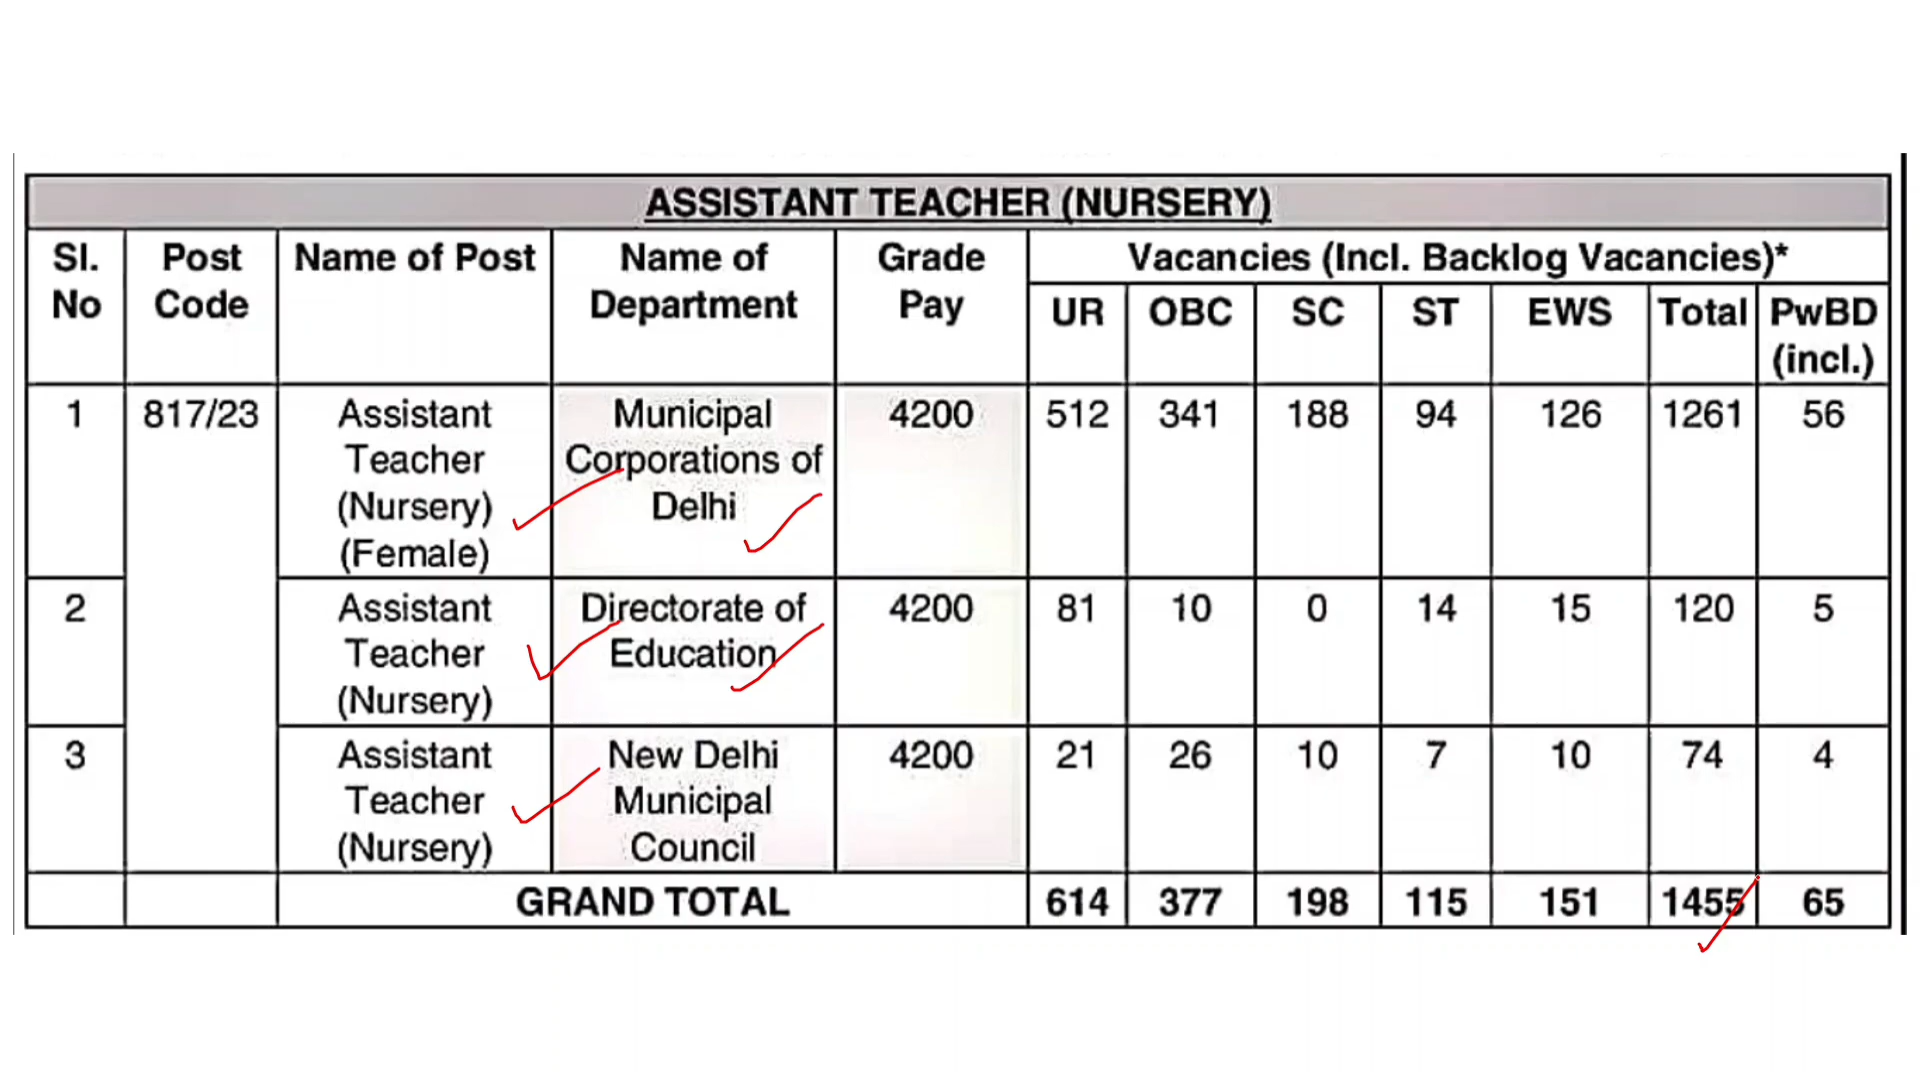 ASSISTANT TEACHER (NURSERY)
Sl. No | Post Code | Name of Post | Name of Department | Grade Pay | Vacancies (Incl. Backlog Vacancies)*
UR | OBC | SC | ST | EWS | Total | PwBD (incl.)
1 | 817/23 | Assistant Teacher (Nursery) (Female) | Municipal Corporations of Delhi | 4200 | 512 | 341 | 188 | 94 | 126 | 1261 | 56
2 | Assistant Teacher (Nursery) | Directorate of Education | 4200 | 81 | 10 | 0 | 14 | 15 | 120 | 5
3 | Assistant Teacher (Nursery) | New Delhi Municipal Council | 4200 | 21 | 26 | 10 | 7 | 10 | 74 | 4
GRAND TOTAL | 614 | 377 | 198 | 115 | 151 | 1455 | 65